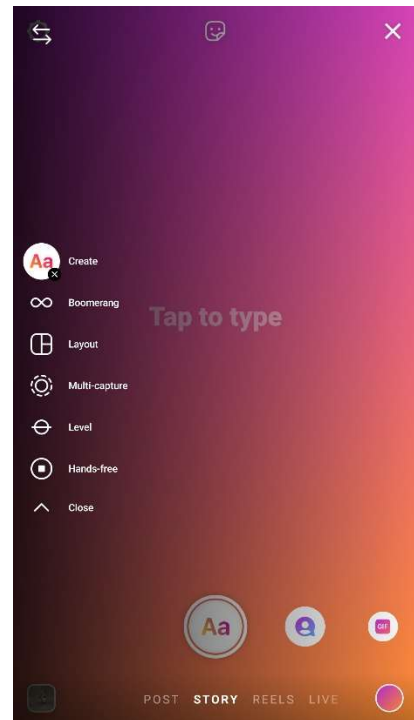 Aa
Create
Boomerang
Tap to type
Layout
Multi-capture
Level
Hands-free
Close
Aa
GIF
POST STORY REELS LIVE